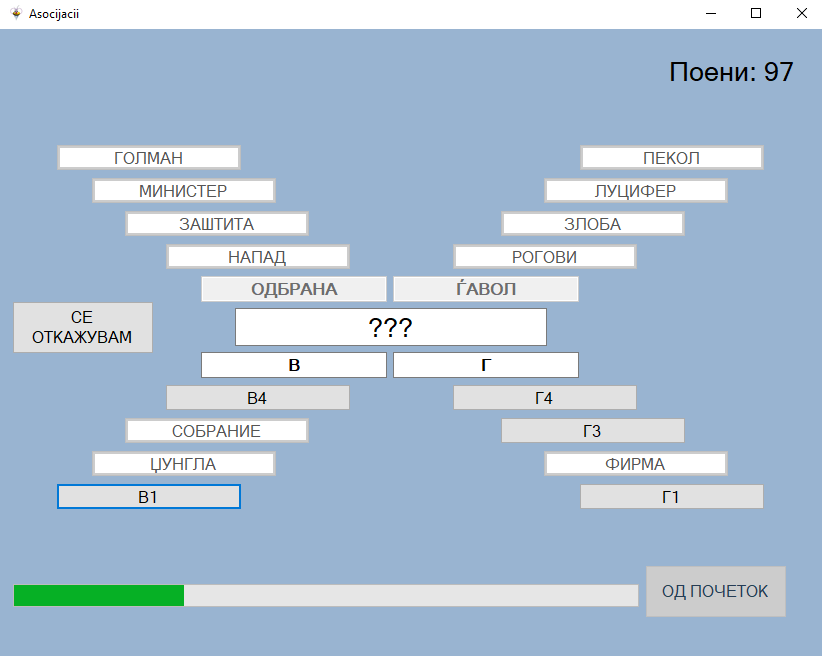 Asocijacii
Поени: 97
ГОЛМАН
ПЕКОЛ
МИНИСТЕР
ЛУЦИФЕР
ЗАШТИТА
ЗЛОБА
НАПАД
РОГОВИ
ОДБРАНА
ЃАВОЛ
СЕ
ОТКАЖУВАМ
???
В
Г
В4
Г4
СОБРАНИЕ
Г3
ЏУНГЛА
ФИРМА
В1
Г1
ОД ПОЧЕТОК